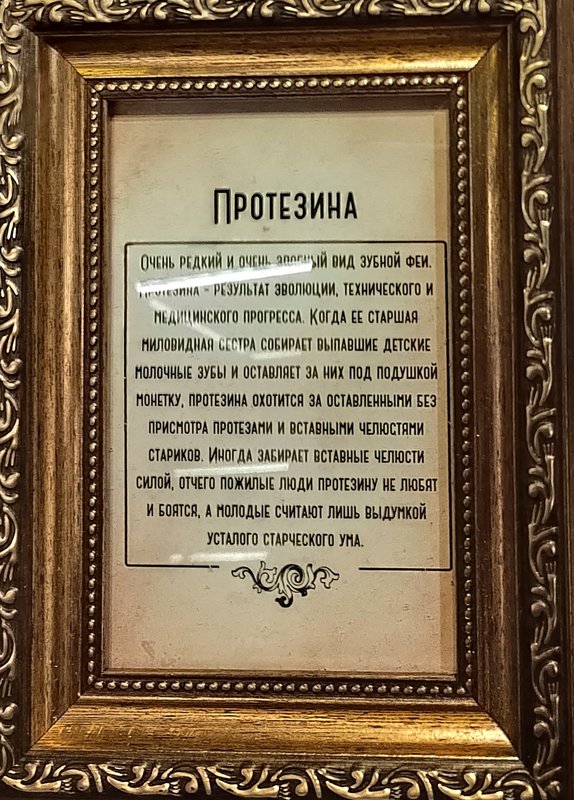 Протезина
Очень редкий и очень злобный вид зубной феи.
Протезина - результат эволюции, технического и
медицинского прогресса. Когда ее старшая
миловидная сестра собирает выпавшие детские
молочные зубы и оставляет за них под подушкой
монетку, протезина охотится за оставленными без
присмотра протезами и вставными челюстями
стариков. Иногда забирает вставные челюсти
силой, отчего пожилые люди протезину не любят
и боятся, а молодые считают лишь выдумкой
усталого старческого ума.